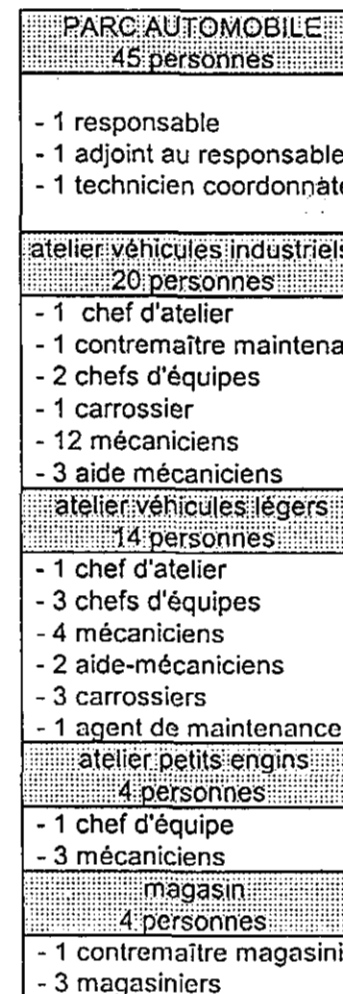 PARC AUTOMOBILE
45 personnes
- 1 responsable
- 1 adjoint au responsable
- 1 technicien coordonnate
atelier véhicules industriels
20 personnes
- 1 chef d'atelier
- 1 contremaître maintena
- 2 chefs d'équipes
- 1 carrossier
- 12 mécaniciens
- 3 aide mécaniciens
atelier véhicules légers
14 personnes
- 1 chef d'atelier
- 3 chefs d'équipes
- 4 mécaniciens
- 2 aide-mécaniciens
- 3 carrossiers
- 1 agent de maintenance
atelier petits engins
4 personnes
- 1 chef d'équipe
- 3 mécaniciens
magasin
4 personnes
- 1 contremaître magasini
- 3 magasiniers